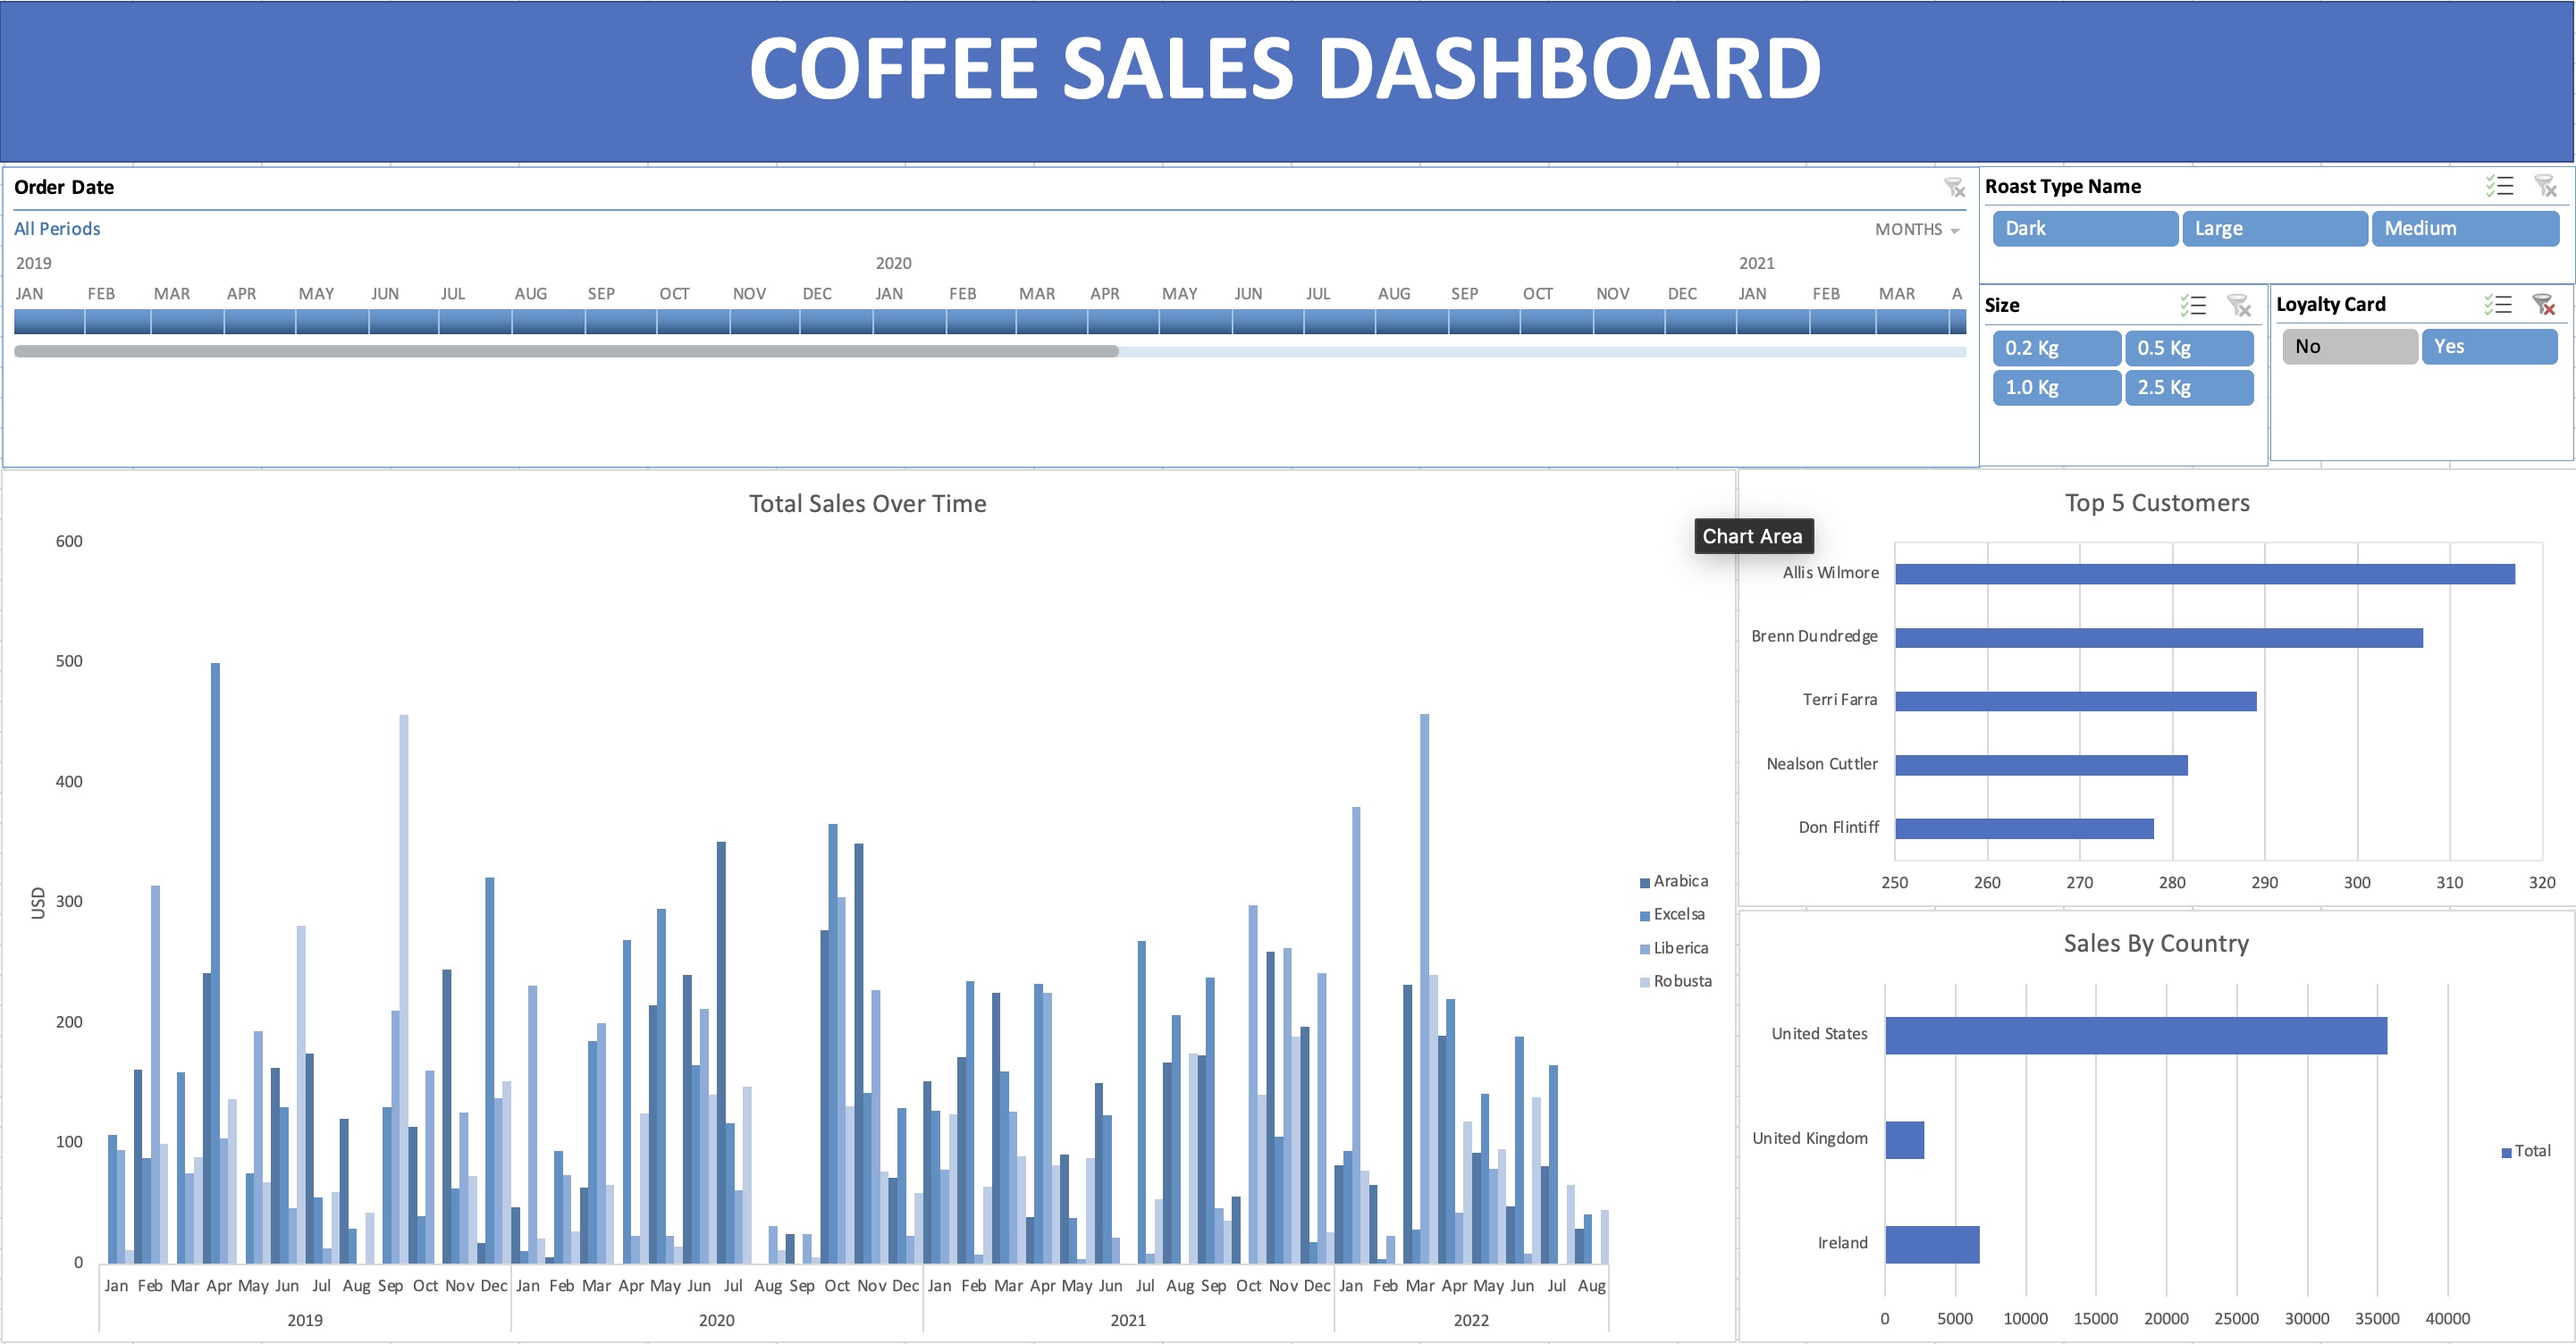 COFFEE SALES DASHBOARD
Order Date
All Periods
MONTHS
2019 2020 2021
JAN FEB MAR APR MAY JUN JUL AUG SEP OCT NOV DEC JAN FEB MAR APR MAY JUN JUL AUG SEP OCT NOV DEC JAN FEB MAR A
Roast Type Name
Dark Large Medium
Size
0.2 Kg 0.5 Kg
1.0 Kg 2.5 Kg
Loyalty Card
No Yes
Total Sales Over Time
600
500
400
300
200
100
0
USD
Jan Feb Mar Apr May Jun Jul Aug Sep Oct Nov Dec Jan Feb Mar Apr May Jun Jul Aug Sep Oct Nov Dec Jan Feb Mar Apr May Jun Jul Aug Sep Oct Nov Dec Jan Feb Mar Apr May Jun Jul Aug
2019 2020 2021 2022
Arabica
Excelsa
Liberica
Robusta
Chart Area
Top 5 Customers
Allis Wilmore
Brenn Dundredge
Terri Farra
Nealson Cuttler
Don Flintiff
250 260 270 280 290 300 310 320
Sales By Country
United States
United Kingdom
Ireland
Total
0 5000 10000 15000 20000 25000 30000 35000 40000